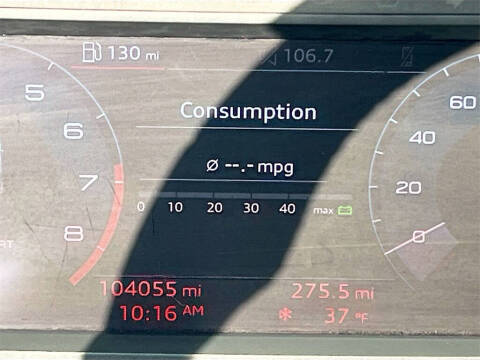 130 mi
106.7
Consumption
Ø --.- mpg
0 10 20 30 40 max
5
6
7
8
60
40
20
0
104055 mi
275.5 mi
10:16 AM
37 °F